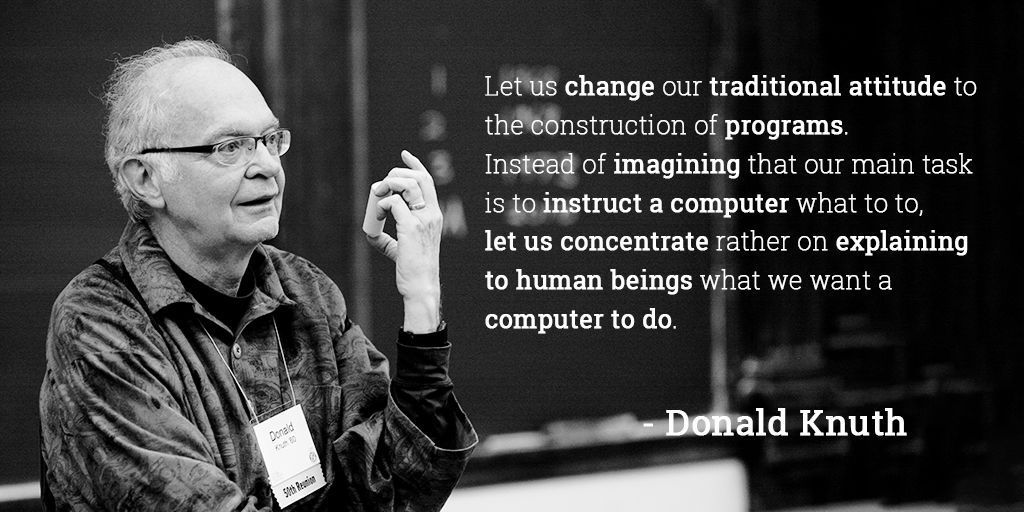 Let us change our traditional attitude to
the construction of programs.
Instead of imagining that our main task
is to instruct a computer what to to,
let us concentrate rather on explaining
to human beings what we want a
computer to do.
- Donald Knuth
Donald
Knuth '60
50th Reunion